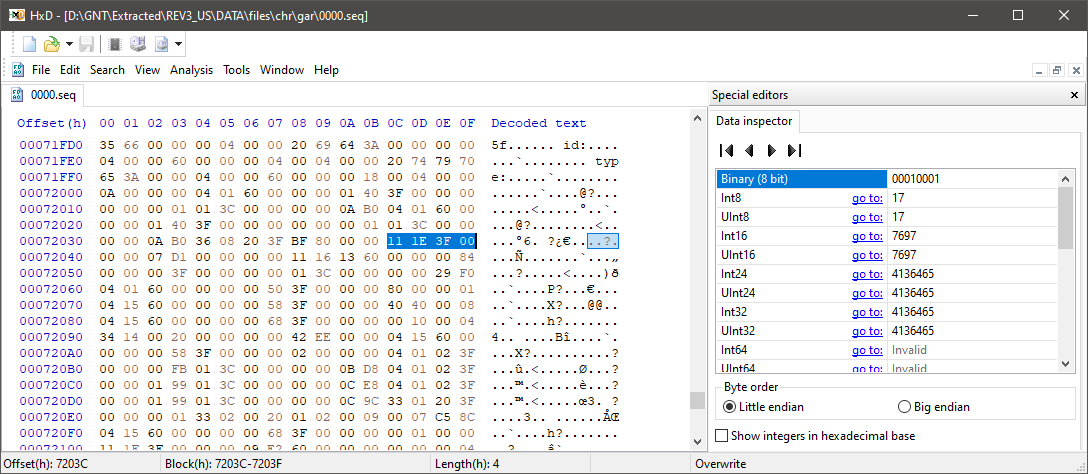 HxD - [D:\GNT\Extracted\REV3_US\DATA\files\chr\gar\0000.seq]
File Edit Search View Analysis Tools Window Help
0000.seq
Offset(h) 00 01 02 03 04 05 06 07 08 09 0A 0B 0C 0D 0E 0F Decoded text
00071FD0 35 66 00 00 00 04 00 00 20 69 64 3A 00 00 00 00 5f...... id:....
00071FE0 04 00 00 60 00 00 00 04 00 04 00 00 20 74 79 70 ...`........ typ
00071FF0 65 3A 00 00 04 00 00 60 00 00 00 18 00 04 00 00 e:.....`........
00072000 0A 00 00 00 04 01 60 00 00 00 01 40 3F 00 00 00 ......`....@?...
00072010 00 00 01 01 3C 00 00 00 00 0A B0 04 01 60 00 ....<.....°..`.
00072020 00 01 40 3F 00 00 00 00 00 01 01 3C 00 00 00 ..@?.......<...
00072030 00 00 0A B0 36 08 20 3F BF 80 00 00 11 1E 3F 00 ...°6. ?¿€....?.
00072040 00 00 07 D1 00 00 00 00 11 16 13 60 00 00 00 84 ...Ñ.......`...„
00072050 00 00 00 3F 00 00 00 00 01 3C 00 00 00 00 29 F0 ...?.....<....)ð
00072060 04 01 60 00 00 00 50 3F 00 00 00 80 00 00 01 ..`...P?...€...
00072070 04 15 60 00 00 00 58 3F 00 00 00 40 40 00 08 ..`...X?...@@..
00072080 04 15 60 00 00 00 68 3F 00 00 00 00 10 00 04 ..`...h?.......
00072090 34 14 00 20 00 00 00 42 EE 00 00 04 15 60 00 4.. ...Bî....`.
000720A0 00 00 58 3F 00 00 00 02 00 00 00 04 01 02 3F ..X?..........?
000720B0 00 00 FB 01 3C 00 00 00 0B D8 04 01 02 3F ..û.<....Ø...?
000720C0 00 01 99 01 3C 00 00 00 0C E8 04 01 02 3F ..™.<....è...?
000720D0 00 01 99 01 3C 00 00 00 0C 9C 33 01 20 3F ..™.<....œ3. ?
000720E0 00 00 01 33 02 00 20 01 02 00 09 00 07 C5 8C ...3.. ......ÅŒ
000720F0 04 15 60 00 00 00 68 3F 00 00 00 00 01 00 00 ..`...h?.......
Special editors
Data inspector
Binary (8 bit) 00010001
Int8 go to: 17
UInt8 go to: 17
Int16 go to: 7697
UInt16 go to: 7697
Int24 go to: 4136465
UInt24 go to: 4136465
Int32 go to: 4136465
UInt32 go to: 4136465
Int64 go to: Invalid
UInt64 go to: Invalid
Byte order
Little endian Big endian
Show integers in hexadecimal base
Offset(h): 7203C Block(h): 7203C-7203F Length(h): 4 Overwrite